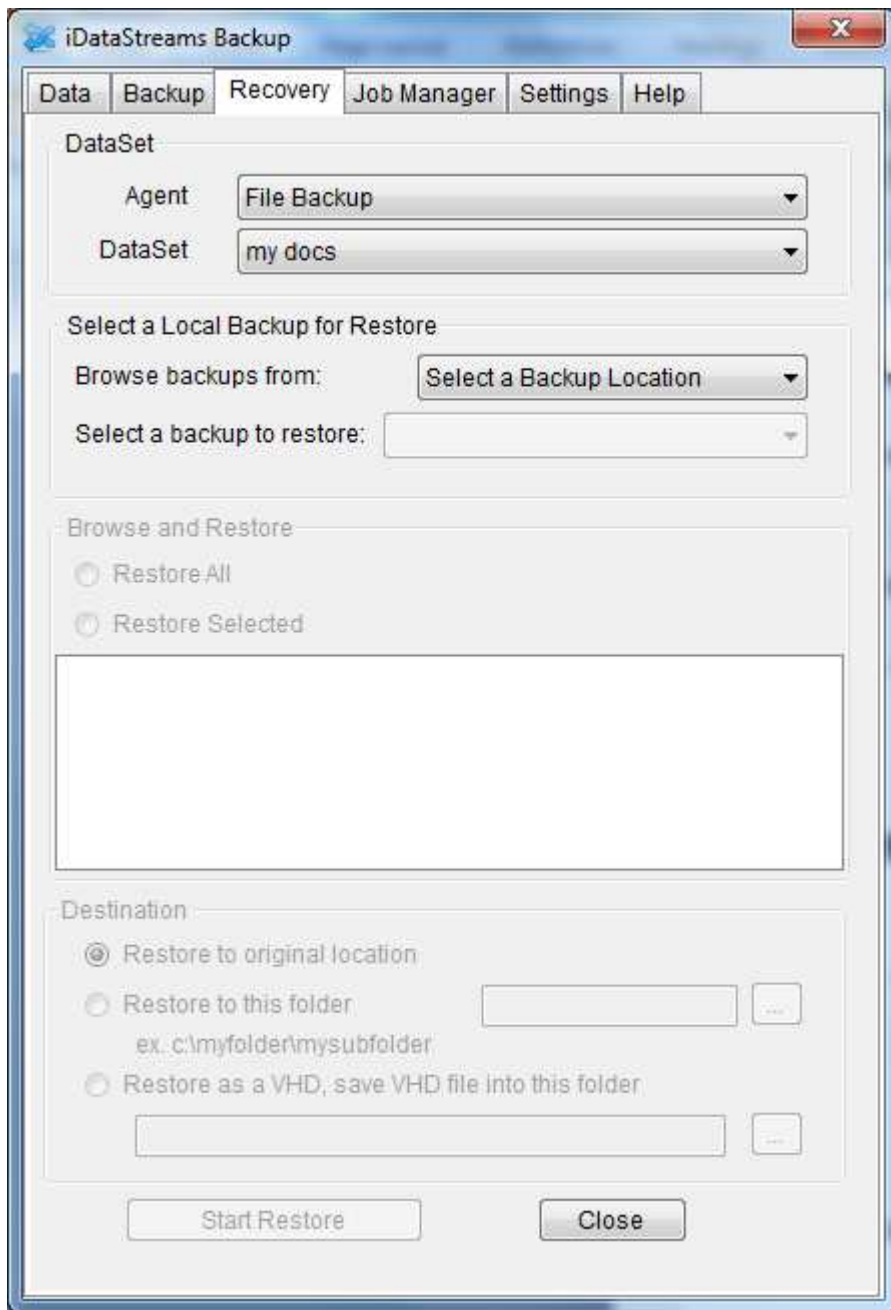 iDataStreams Backup
Data Backup Recovery Job Manager Settings Help
DataSet
Agent File Backup
DataSet my docs
Select a Local Backup for Restore
Browse backups from: Select a Backup Location
Select a backup to restore:
Browse and Restore
Restore All
Restore Selected
Destination
Restore to original location
Restore to this folder ...
ex. c:\myfolder\mysubfolder
Restore as a VHD, save VHD file into this folder
...
Start Restore Close